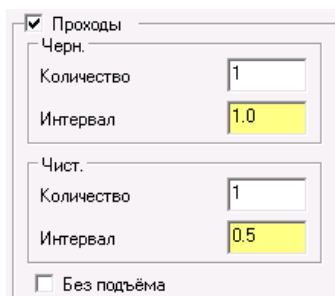 Проходы
Черн.
Количество 1
Интервал 1.0
Чист.
Количество 1
Интервал 0.5
Без подъёма